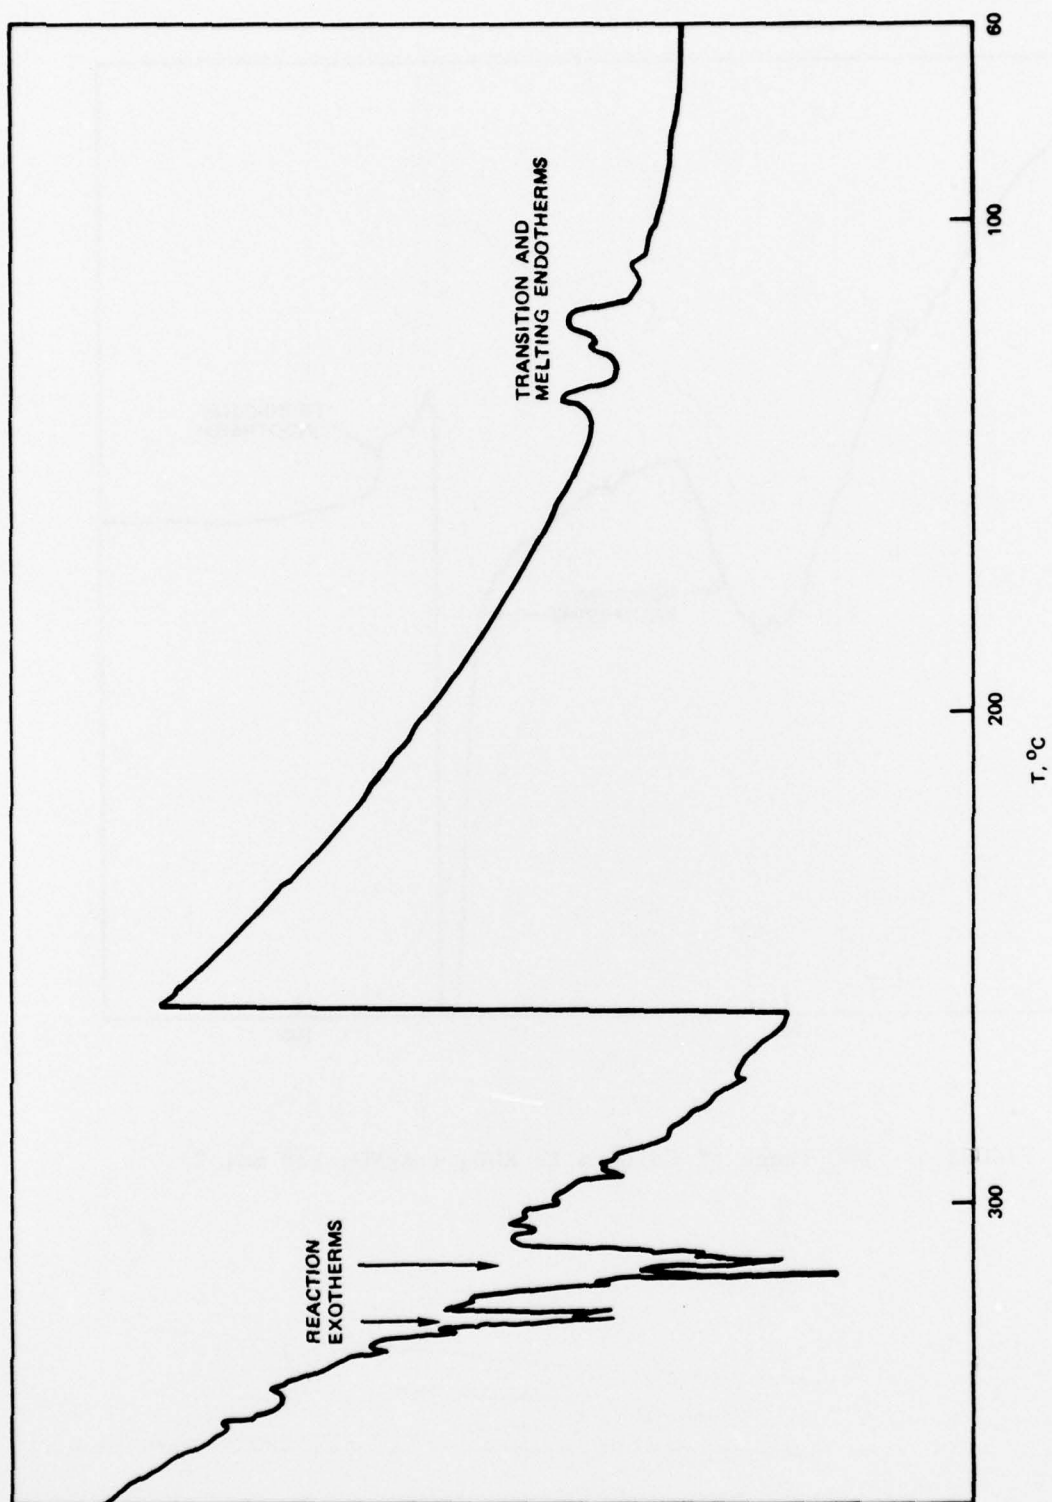 TRANSITION AND
MELTING ENDOTHERMS
REACTION
EXOTHERMS
60
100
200
300
T, °C